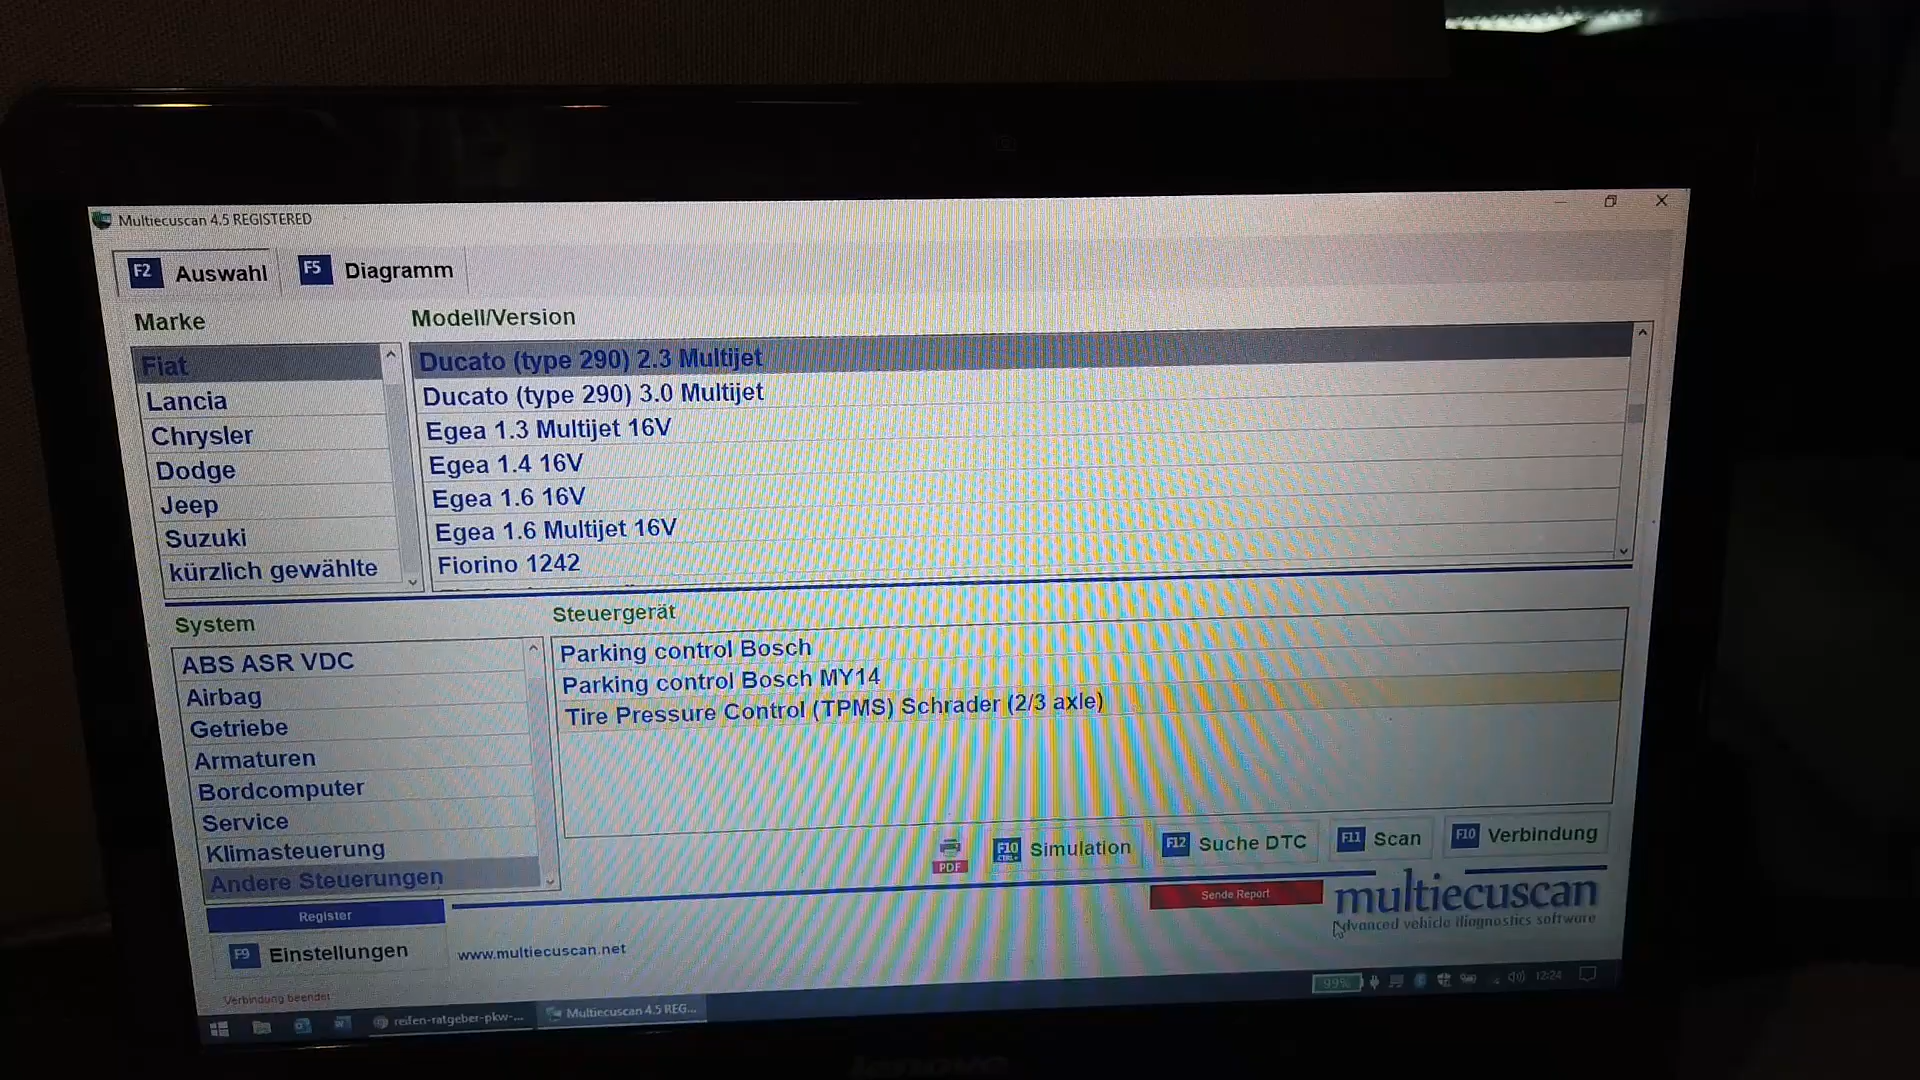 Multiecuscan 4.5 REGISTERED
F2 Auswahl F5 Diagramm
Marke
Fiat
Lancia
Chrysler
Dodge
Jeep
Suzuki
kürzlich gewählte
Modell/Version
Ducato (type 290) 2.3 Multijet
Ducato (type 290) 3.0 Multijet
Egea 1.3 Multijet 16V
Egea 1.4 16V
Egea 1.6 16V
Egea 1.6 Multijet 16V
Fiorino 1242
System
ABS ASR VDC
Airbag
Getriebe
Armaturen
Bordcomputer
Service
Klimasteuerung
Andere Steuerungen
Steuergerät
Parking control Bosch
Parking control Bosch MY14
Tire Pressure Control (TPMS) Schrader (2/3 axle)
PDF
F10 CTRL+ Simulation
F12 Suche DTC
F11 Scan
F10 Verbindung
Register
Sende Report
multiecuscan
Advanced vehicle diagnostics software
F9 Einstellungen
www.multiecuscan.net
Verbindung beendet
reifen-ratgeber-pkw-...
Multiecuscan 4.5 REG...
99%
12:24
lenovo